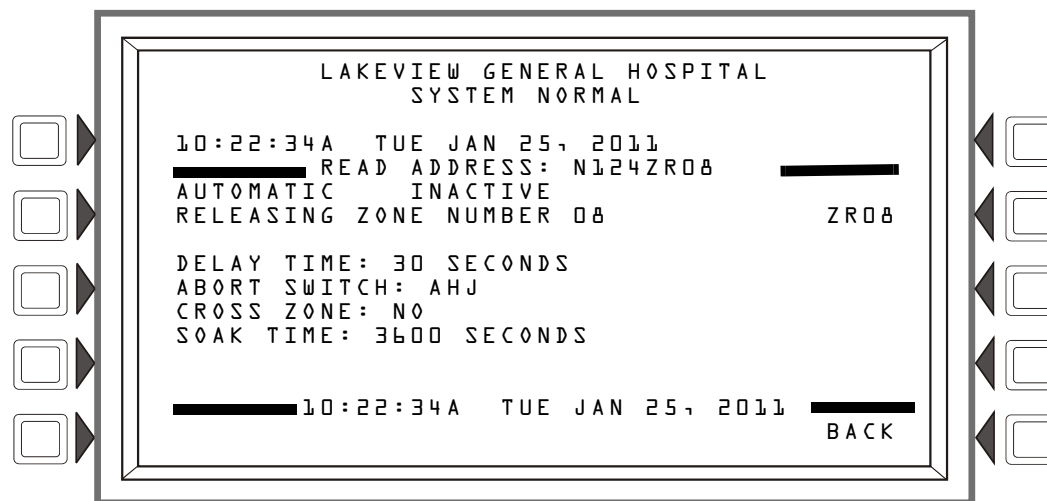 LAKEVIEW GENERAL HOSPITAL
SYSTEM NORMAL
10:22:34A TUE JAN 25, 2011
READ ADDRESS: N124ZR08
AUTOMATIC INACTIVE
RELEASING ZONE NUMBER 08 ZR08
DELAY TIME: 30 SECONDS
ABORT SWITCH: AHJ
CROSS ZONE: NO
SOAK TIME: 3600 SECONDS
10:22:34A TUE JAN 25, 2011
BACK